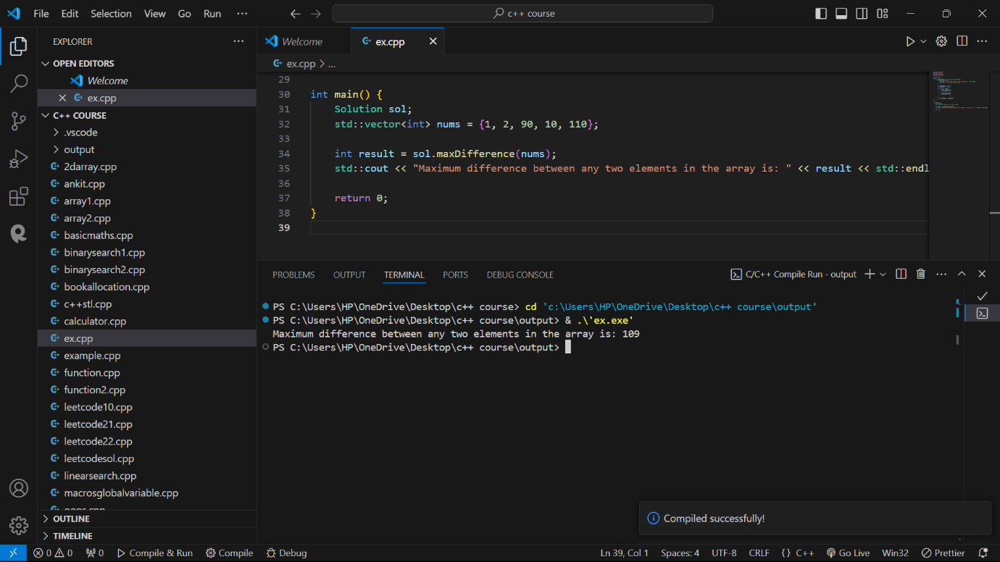 File Edit Selection View Go Run ···
c++ course
EXPLORER
OPEN EDITORS
Welcome
ex.cpp
C++ COURSE
.vscode
output
2darray.cpp
ankit.cpp
array1.cpp
array2.cpp
basicmaths.cpp
binarysearch1.cpp
binarysearch2.cpp
bookallocation.cpp
c++stl.cpp
calculator.cpp
ex.cpp
example.cpp
function.cpp
function2.cpp
leetcode10.cpp
leetcode21.cpp
leetcode22.cpp
leetcodesol.cpp
linearsearch.cpp
macrosglobalvariable.cpp
OUTLINE
TIMELINE
Welcome ex.cpp
ex.cpp > ...
29
30 int main() {
31 Solution sol;
32 std::vector<int> nums = {1, 2, 90, 10, 110};
33
34 int result = sol.maxDifference(nums);
35 std::cout << "Maximum difference between any two elements in the array is: " << result << std::endl
36
37 return 0;
38 }
39
PROBLEMS OUTPUT TERMINAL PORTS DEBUG CONSOLE C/C++ Compile Run - output
PS C:\Users\HP\OneDrive\Desktop\c++ course> cd 'c:\Users\HP\OneDrive\Desktop\c++ course\output'
PS C:\Users\HP\OneDrive\Desktop\c++ course\output> & .\'ex.exe'
Maximum difference between any two elements in the array is: 109
PS C:\Users\HP\OneDrive\Desktop\c++ course\output>
Compiled successfully!
0 0 0 Compile & Run Compile Debug Ln 39, Col 1 Spaces: 4 UTF-8 CRLF {} C++ Go Live Win32 Prettier